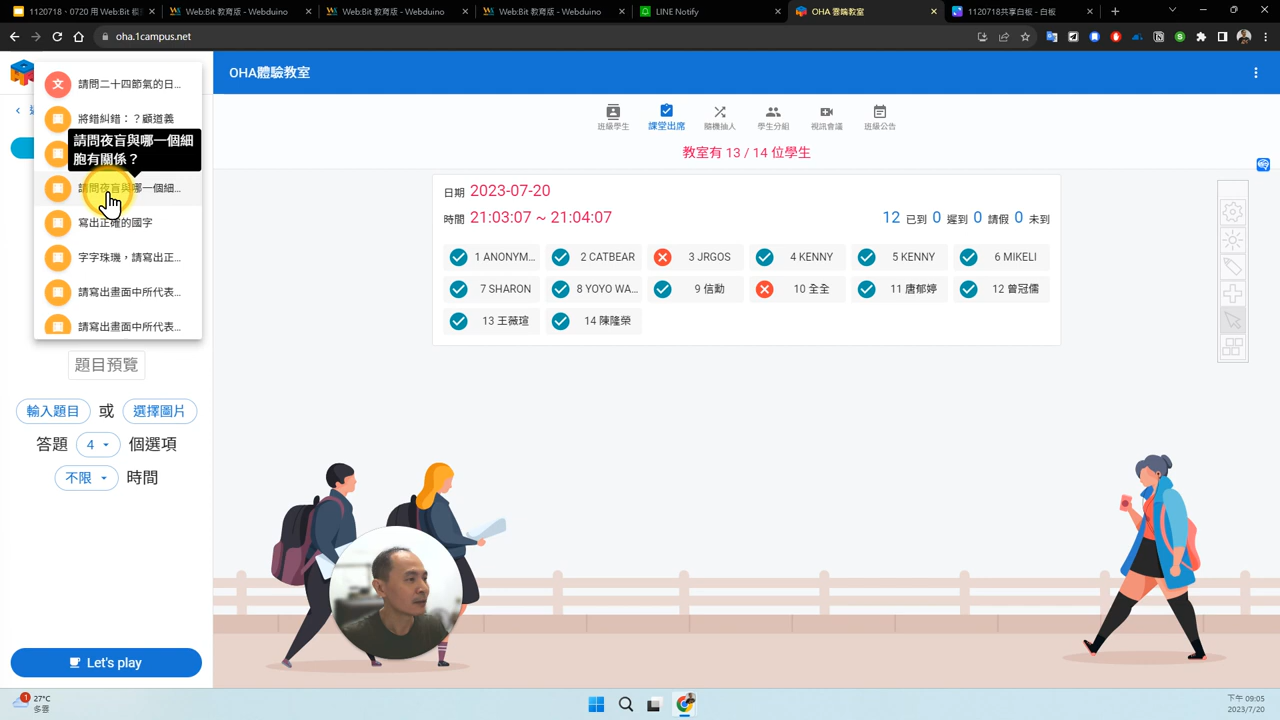 1120718、0720 Web:Bit 模
Web:Bit 教育版 - Webduino
Web:Bit 教育版 - Webduino
Web:Bit 教育版 - Webduino
LINE Notify
OHA 雲端教室
1120718共享白板 - 白板
oha.1campus.net
OHA體驗教室
請問二十四節氣的日...
將錯糾錯：？顧道義
請問夜盲與哪一個細
胞有關係？
請問夜盲與哪一個細...
寫出正確的國字
字字珠璣，請寫出正...
請寫出畫面中所代表...
請寫出畫面中所代表...
題目預覽
輸入題目 或 選擇圖片
答題 4 個選項
不限 時間
Let's play
班級學生
課堂出席
隨機抽人
學生分組
視訊會議
班級公告
教室有 13 / 14 位學生
日期 2023-07-20
時間 21:03:07 ~ 21:04:07
12 已到 0 遲到 0 請假 0 未到
1 ANONYM...
2 CATBEAR
3 JRGOS
4 KENNY
5 KENNY
6 MIKELI
7 SHARON
8 YOYO WA...
9 信勳
10 全全
11 唐郁婷
12 曾冠儒
13 王薇瑄
14 陳隆榮
文
圖
圖
圖
圖
圖
圖
圖
1
27°C
多雲
下午 09:05
2023/7/20